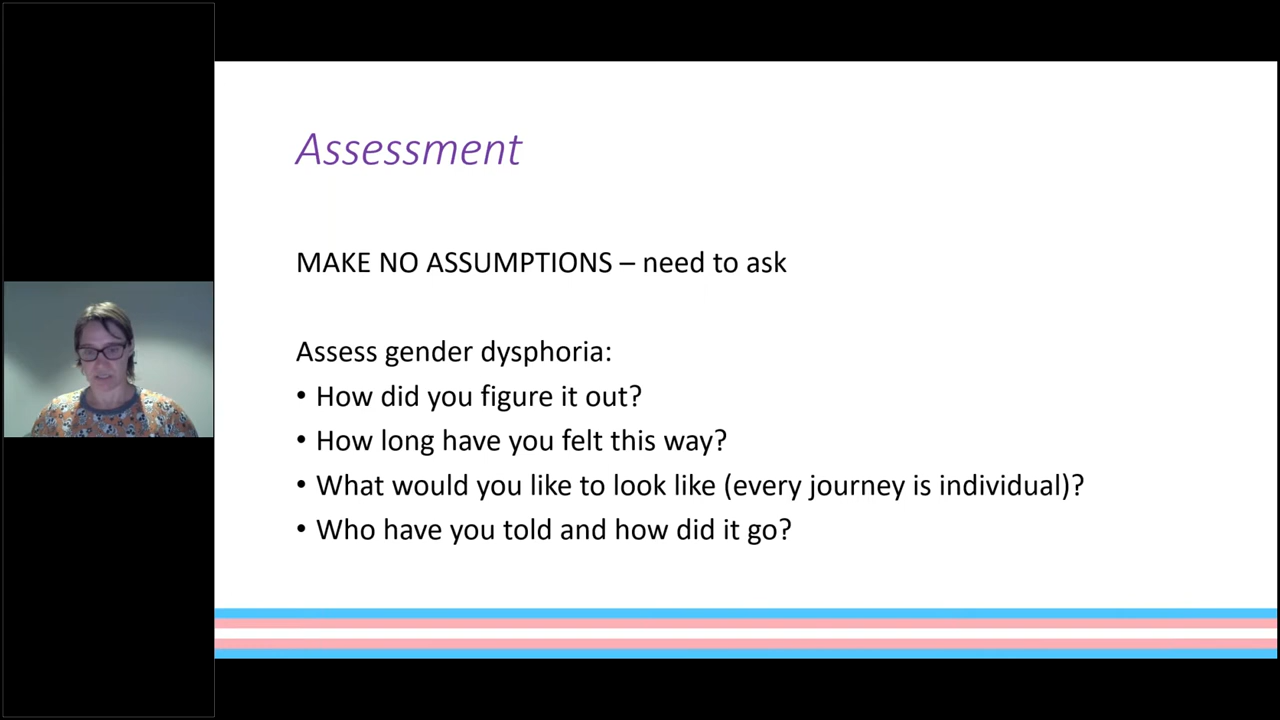 Assessment
MAKE NO ASSUMPTIONS – need to ask
Assess gender dysphoria:
• How did you figure it out?
• How long have you felt this way?
• What would you like to look like (every journey is individual)?
• Who have you told and how did it go?